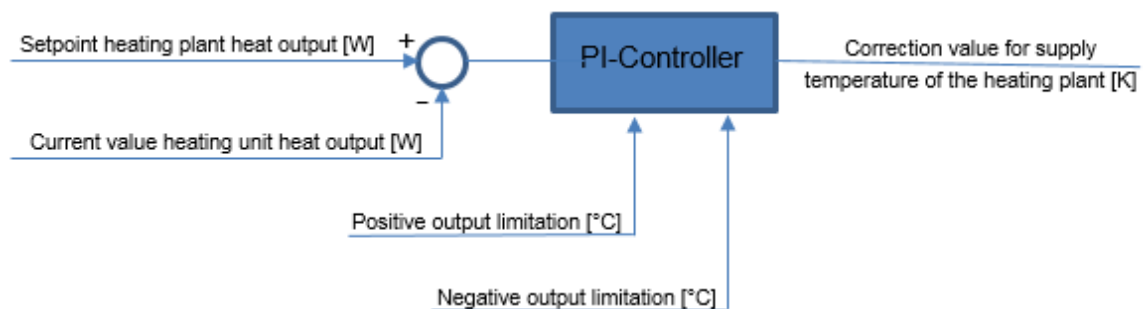 Setpoint heating plant heat output [W]
+
PI-Controller
Correction value for supply
temperature of the heating plant [K]
−
Current value heating unit heat output [W]
Positive output limitation [°C]
Negative output limitation [°C]